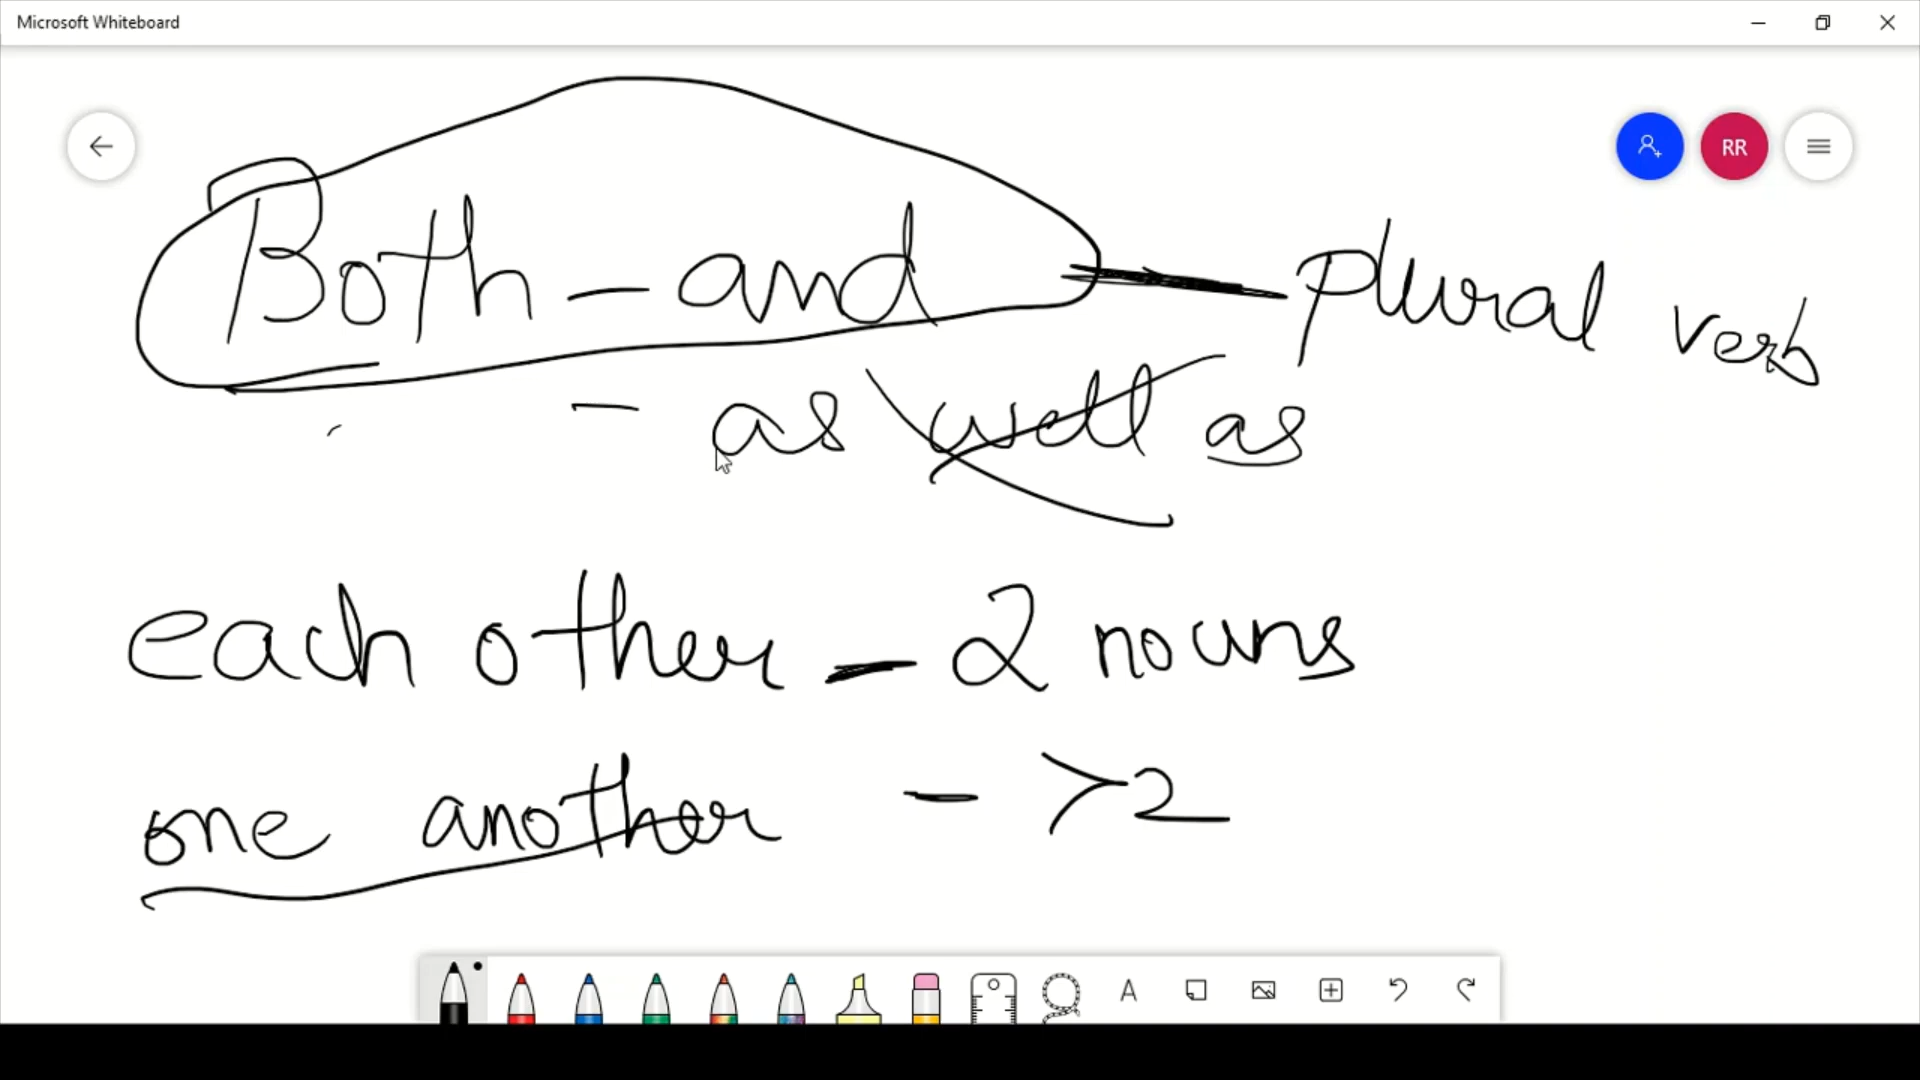 Microsoft Whiteboard
RR
Both - and - plural verb
- as well as
each other - 2 nouns
one another - >2
A